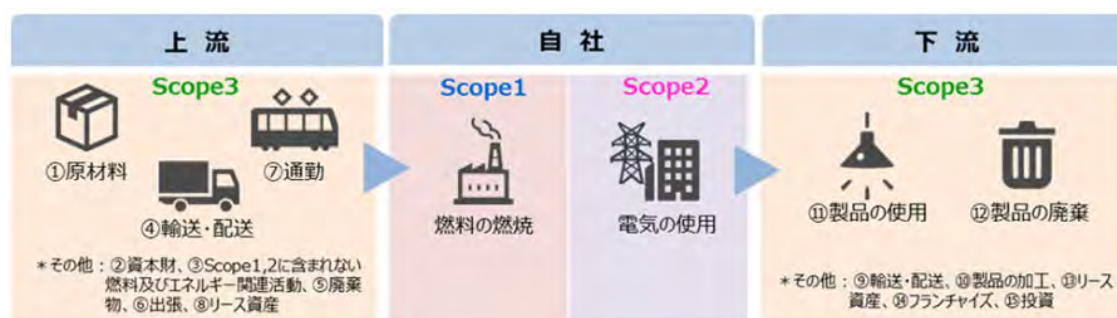 上 流
自 社
下 流
Scope3
Scope1
Scope2
Scope3
①原材料
⑦通勤
④輸送・配送
燃料の燃焼
電気の使用
⑪製品の使用
⑫製品の廃棄
*その他:②資本財、③Scope1,2に含まれない
燃料及びエネルギー関連活動、⑤廃棄
物、⑥出張、⑧リース資産
*その他:⑨輸送・配送、⑩製品の加工、⑬リース
資産、⑭フランチャイズ、⑮投資